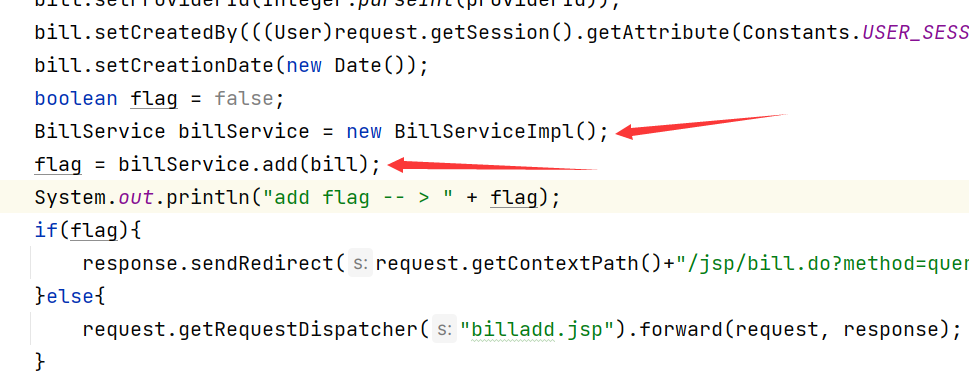 bill.setProviderId(Integer.parseInt(providerId));
bill.setCreatedBy(((User)request.getSession().getAttribute(Constants.USER_SESS
bill.setCreationDate(new Date());
boolean flag = false;
BillService billService = new BillServiceImpl();
flag = billService.add(bill);
System.out.println("add flag -- > " + flag);
if(flag){
response.sendRedirect( s: request.getContextPath()+"/jsp/bill.do?method=quer
}else{
request.getRequestDispatcher( s: "billadd.jsp").forward(request, response);
}